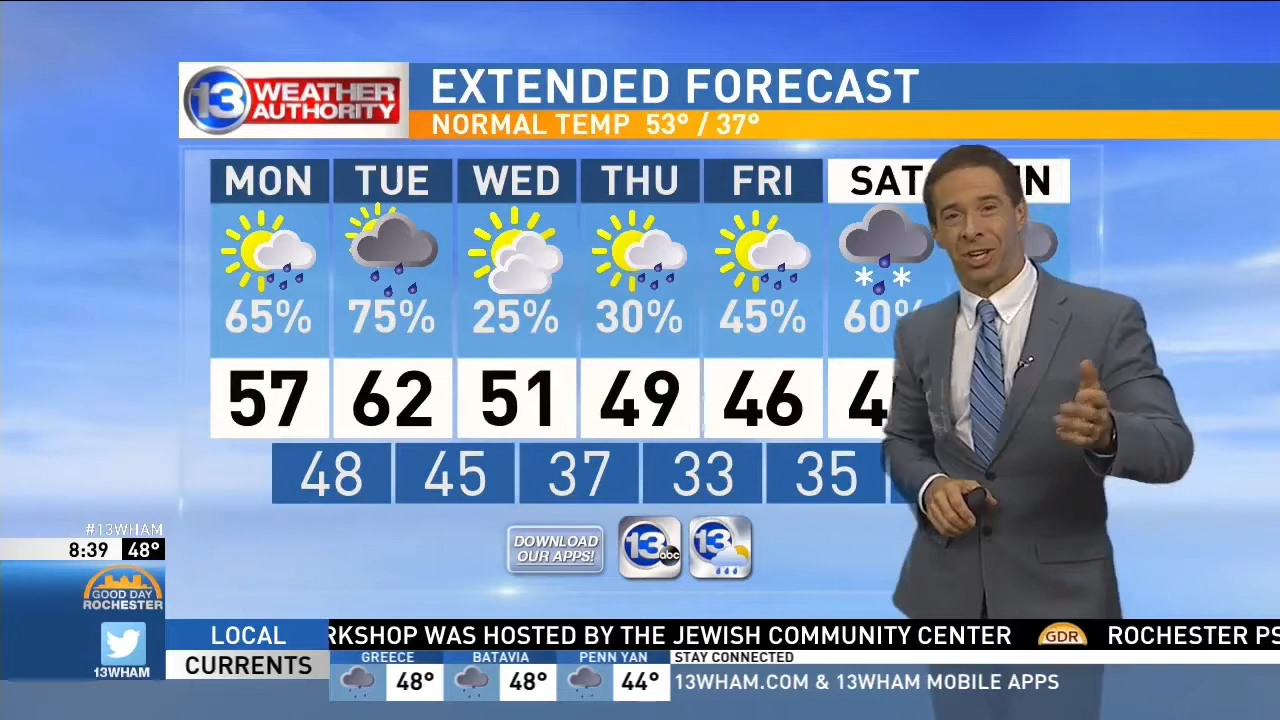 13 WEATHER AUTHORITY
EXTENDED FORECAST
NORMAL TEMP 53° / 37°
MON TUE WED THU FRI SAT
65% 75% 25% 30% 45% 60%
57 62 51 49 46
48 45 37 33 35
DOWNLOAD OUR APPS!
13 abc
13
#13WHAM
8:39 48°
GOOD DAY
ROCHESTER
13WHAM
LOCAL
WAS HOSTED BY THE JEWISH COMMUNITY CENTER GDR ROCHESTER
CURRENTS
GREECE BATAVIA PENN YAN STAY CONNECTED
48° 48° 44° 13WHAM.COM & 13WHAM MOBILE APPS